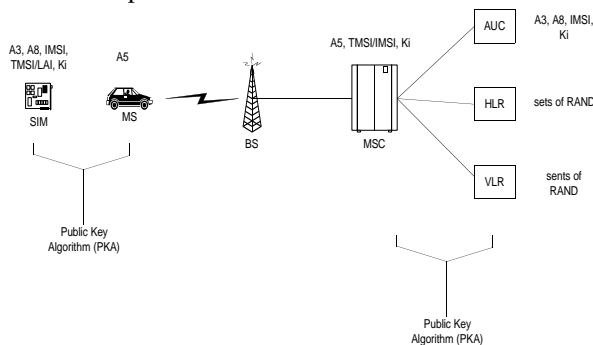 AUC
A3, A8, IMSI,
Ki
A3, A8, IMSI,
TMSI/LAI, Ki
A5
A5, TMSI/IMSI, Ki
SIM
MS
BS
MSC
HLR
sets of RAND
VLR
sents of
RAND
Public Key
Algorithm (PKA)
Public Key
Algorithm (PKA)